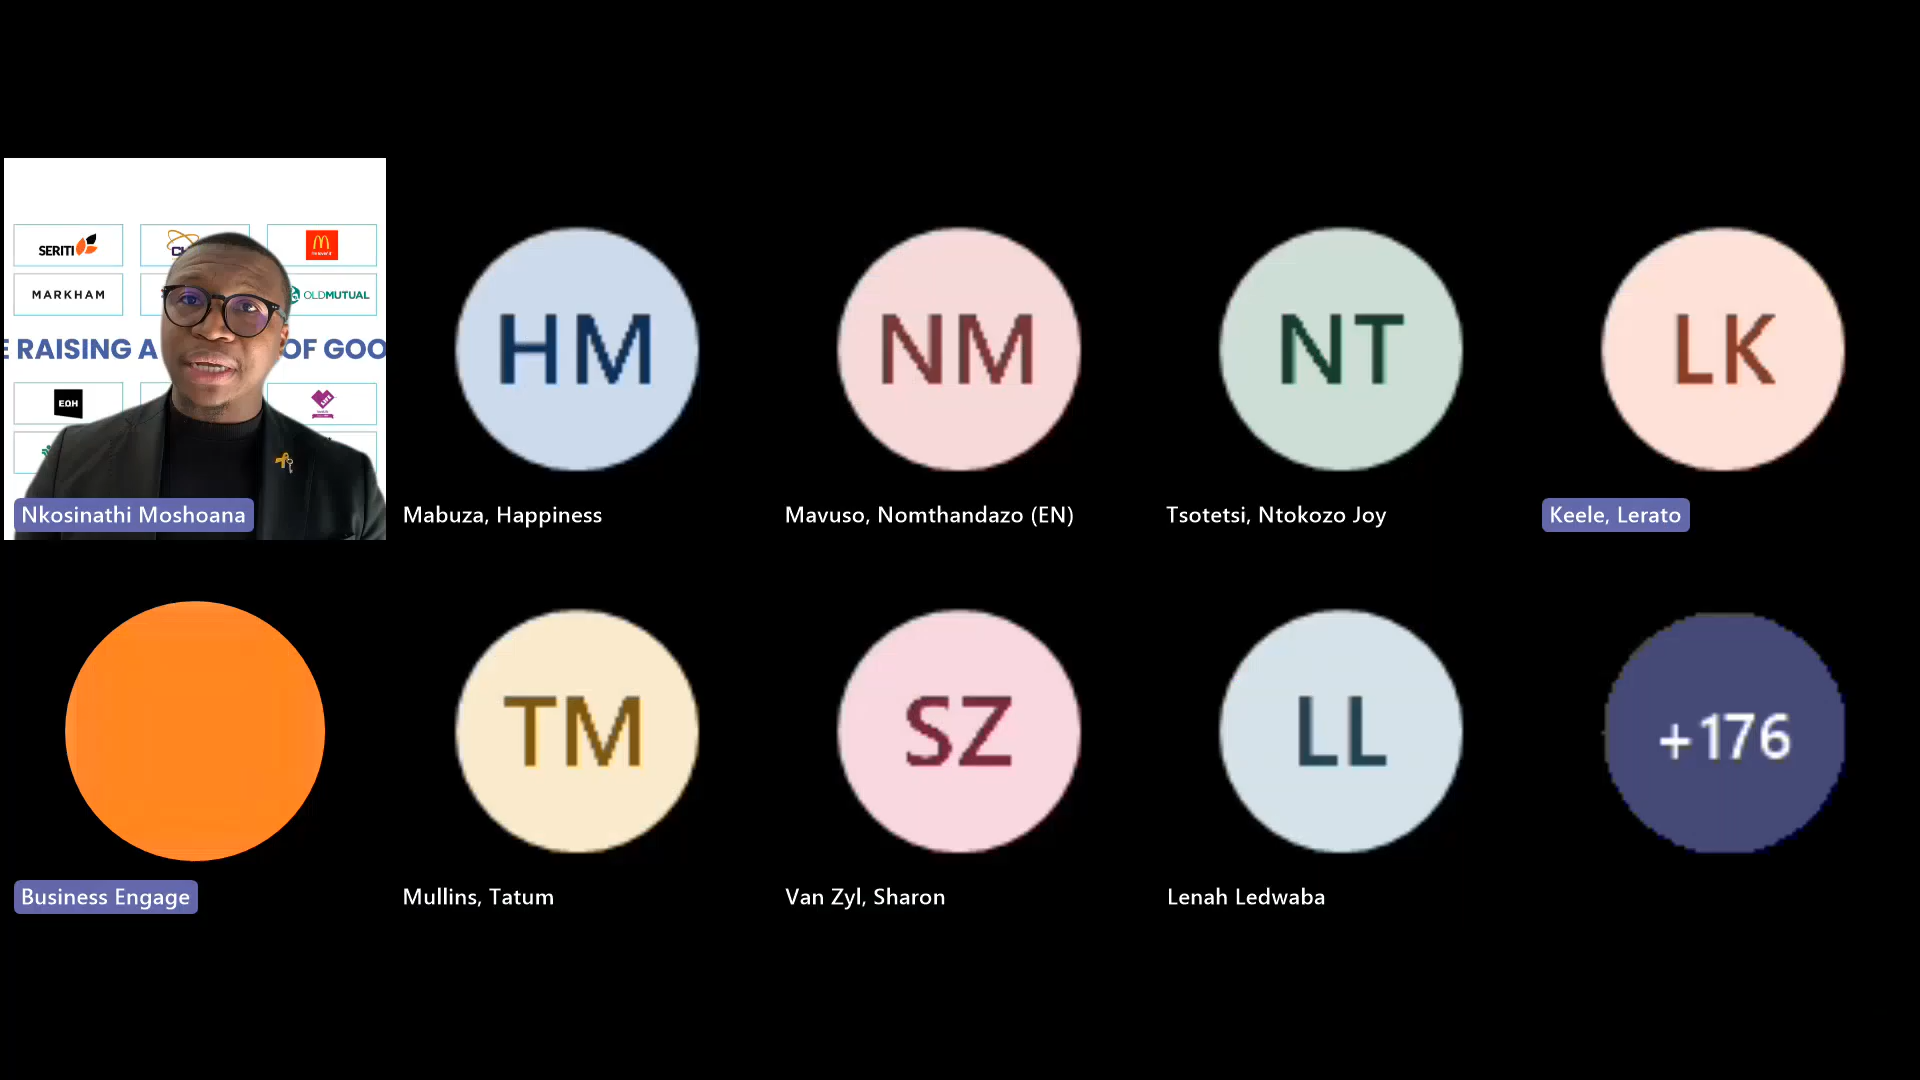 SERITI
MARKHAM
OLDMUTUAL
RAISING A
OF GOO
EOH
Nkosinathi Moshoana
HM
Mabuza, Happiness
NM
Mavuso, Nomthandazo (EN)
NT
Tsotetsi, Ntokozo Joy
LK
Keele, Lerato
Business Engage
TM
Mullins, Tatum
SZ
Van Zyl, Sharon
LL
Lenah Ledwaba
+176